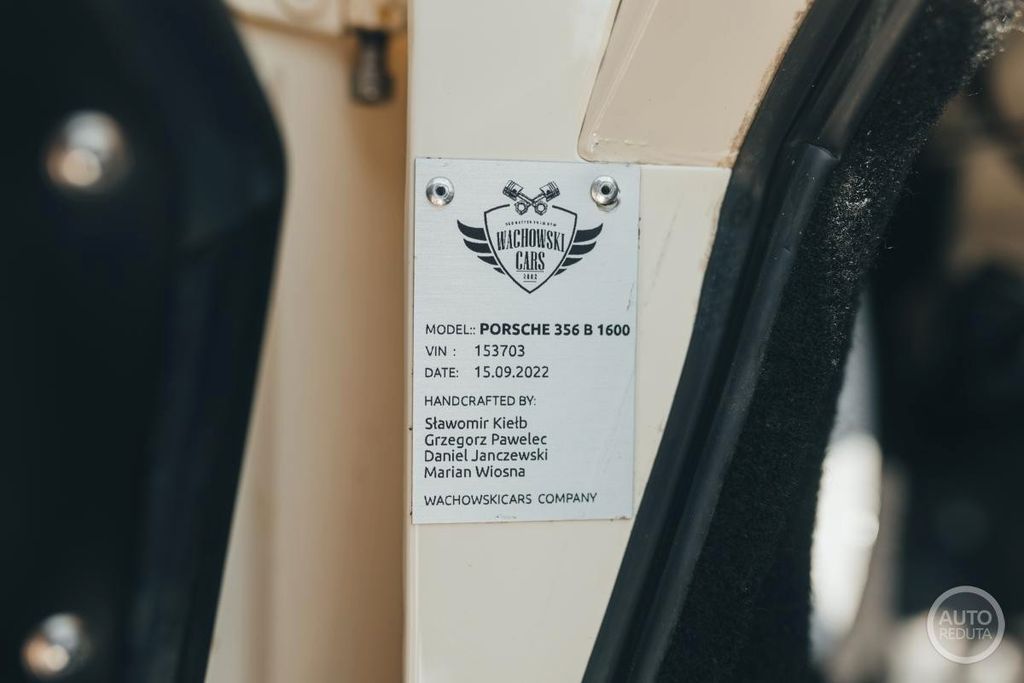 WACHOWSKI
CARS
2002
MODEL:: PORSCHE 356 B 1600
VIN : 153703
DATE: 15.09.2022
HANDCRAFTED BY:
Sławomir Kiełb
Grzegorz Pawelec
Daniel Janczewski
Marian Wiosna
WACHOWSKICARS COMPANY
AUTO
REDUTA